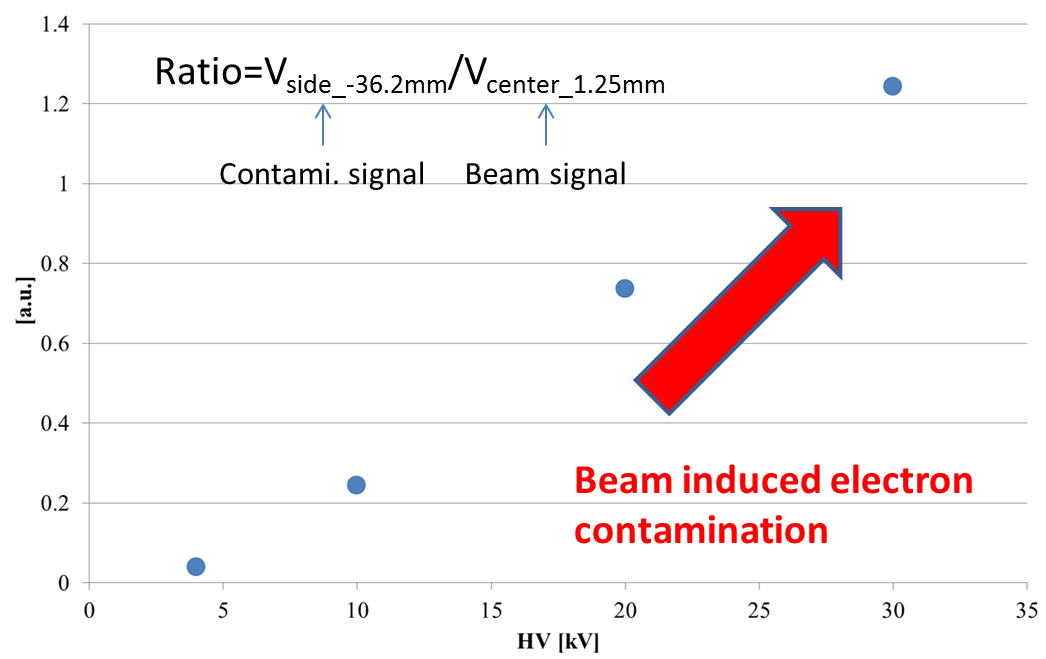 1.4
Ratio=Vside_-36.2mm/Vcenter_1.25mm
1.2
Contami. signal Beam signal
1
0.8
[a.u.]
0.6
0.4
Beam induced electron
contamination
0.2
0
0 5 10 15 20 25 30 35
HV [kV]